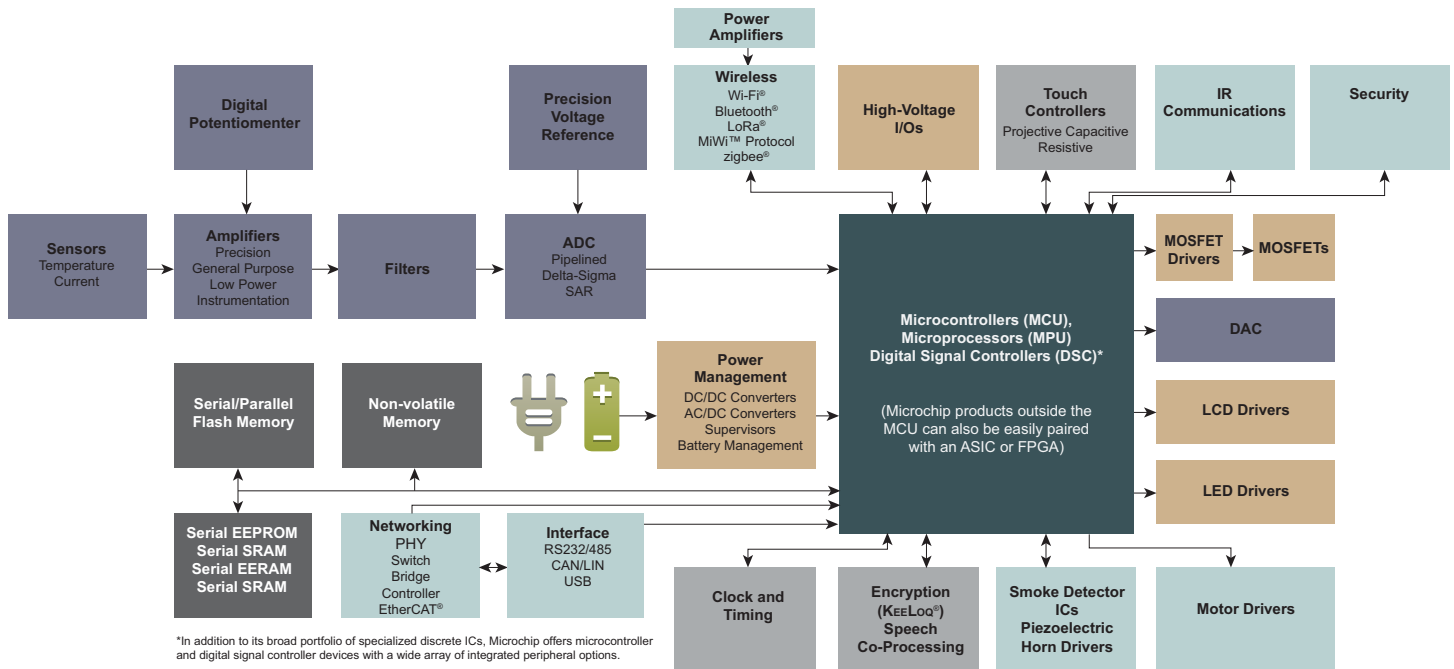 Power
Amplifiers
Digital
Potentiomenter
Precision
Voltage
Reference
Wireless
Wi-Fi®
Bluetooth®
LoRa®
MiWi™ Protocol
zigbee®
High-Voltage
I/Os
Touch
Controllers
Projective Capacitive
Resistive
IR
Communications
Security
Sensors
Temperature
Current
Amplifiers
Precision
General Purpose
Low Power
Instrumentation
Filters
ADC
Pipelined
Delta-Sigma
SAR
Microcontrollers (MCU),
Microprocessors (MPU)
Digital Signal Controllers (DSC)*
(Microchip products outside the
MCU can also be easily paired
with an ASIC or FPGA)
MOSFET
Drivers
MOSFETs
DAC
LCD Drivers
LED Drivers
Serial/Parallel
Flash Memory
Non-volatile
Memory
Power
Management
DC/DC Converters
AC/DC Converters
Supervisors
Battery Management
Serial EEPROM
Serial SRAM
Serial EERAM
Serial SRAM
Networking
PHY
Switch
Bridge
Controller
EtherCAT®
Interface
RS232/485
CAN/LIN
USB
Clock and
Timing
Encryption
(KEELOQ®)
Speech
Co-Processing
Smoke Detector
ICs
Piezoelectric
Horn Drivers
Motor Drivers
*In addition to its broad portfolio of specialized discrete ICs, Microchip offers microcontroller
and digital signal controller devices with a wide array of integrated peripheral options.